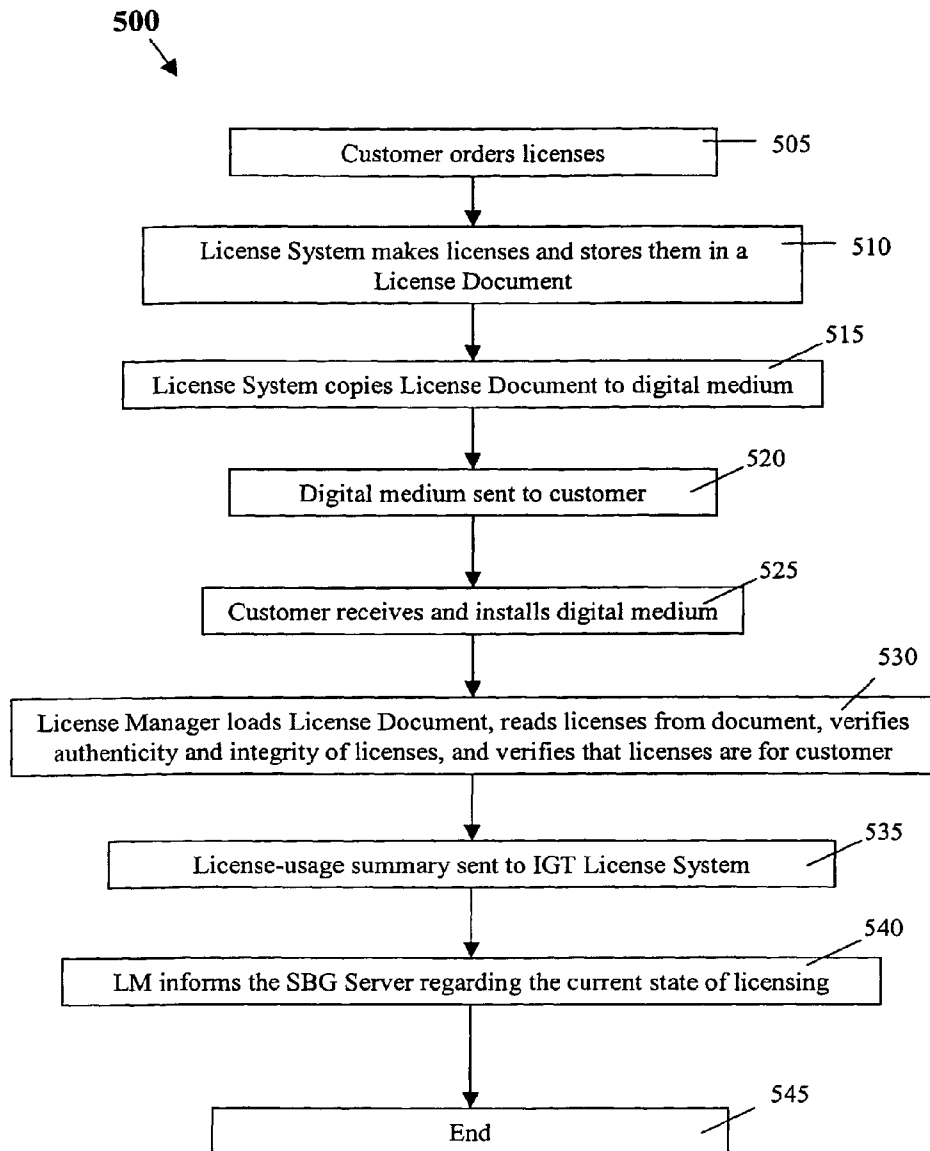 500
Customer orders licenses
505
License System makes licenses and stores them in a
License Document
510
License System copies License Document to digital medium
515
Digital medium sent to customer
520
Customer receives and installs digital medium
525
License Manager loads License Document, reads licenses from document, verifies
authenticity and integrity of licenses, and verifies that licenses are for customer
530
License-usage summary sent to IGT License System
535
LM informs the SBG Server regarding the current state of licensing
540
End
545